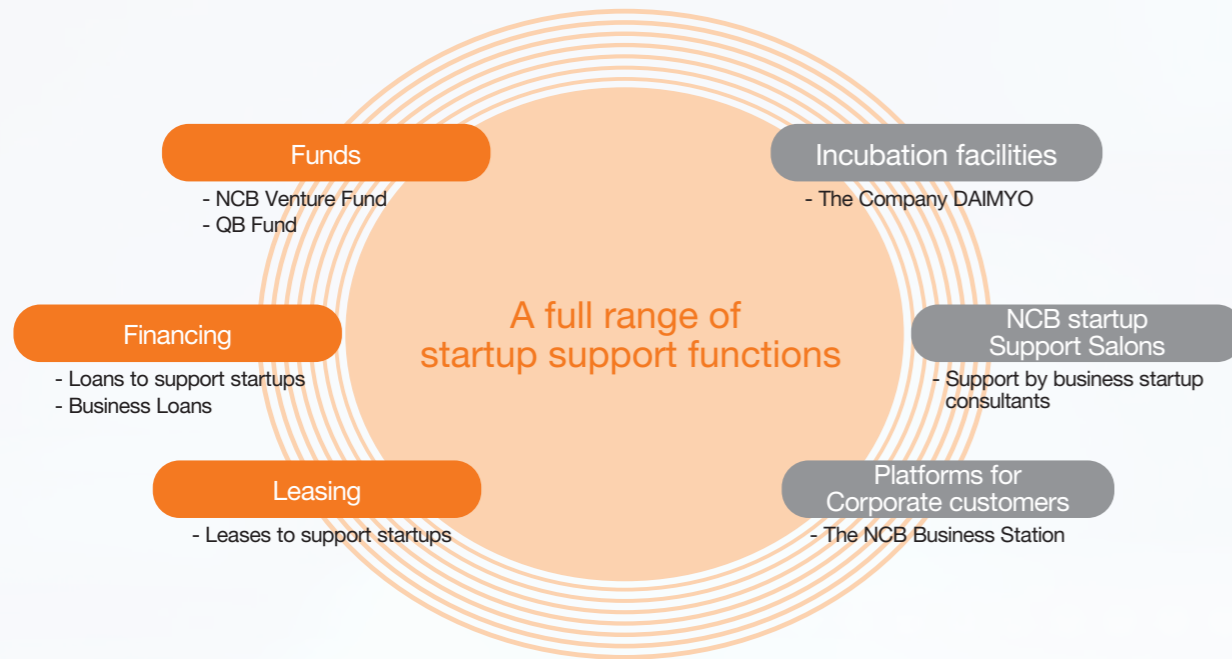 Funds
- NCB Venture Fund
- QB Fund
Financing
- Loans to support startups
- Business Loans
Leasing
- Leases to support startups
A full range of
startup support functions
Incubation facilities
- The Company DAIMYO
NCB startup
Support Salons
- Support by business startup
consultants
Platforms for
Corporate customers
- The NCB Business Station